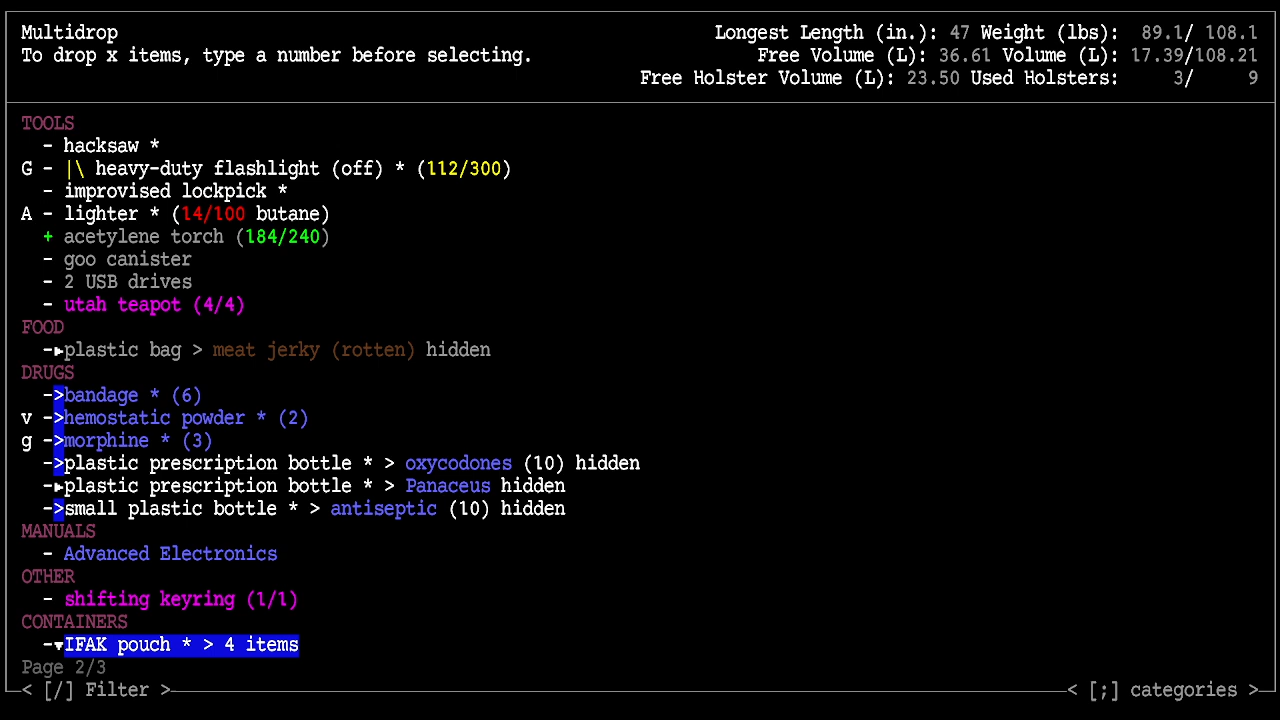 Multidrop
Longest Length (in.): 47 Weight (lbs): 89.1/ 108.1
To drop x items, type a number before selecting.
Free Volume (L): 36.61 Volume (L): 17.39/108.21
Free Holster Volume (L): 23.50 Used Holsters: 3/ 9
TOOLS
- hacksaw *
G - |\ heavy-duty flashlight (off) * (112/300)
- improvised lockpick *
A - lighter * (14/100 butane)
+ acetylene torch (184/240)
- goo canister
- 2 USB drives
- utah teapot (4/4)
FOOD
-▸plastic bag > meat jerky (rotten) hidden
DRUGS
->bandage * (6)
v ->hemostatic powder * (2)
g ->morphine * (3)
->plastic prescription bottle * > oxycodones (10) hidden
-▸plastic prescription bottle * > Panaceus hidden
->small plastic bottle * > antiseptic (10) hidden
MANUALS
- Advanced Electronics
OTHER
- shifting keyring (1/1)
CONTAINERS
-▾IFAK pouch * > 4 items
Page 2/3
< [/] Filter >
< [;] categories >